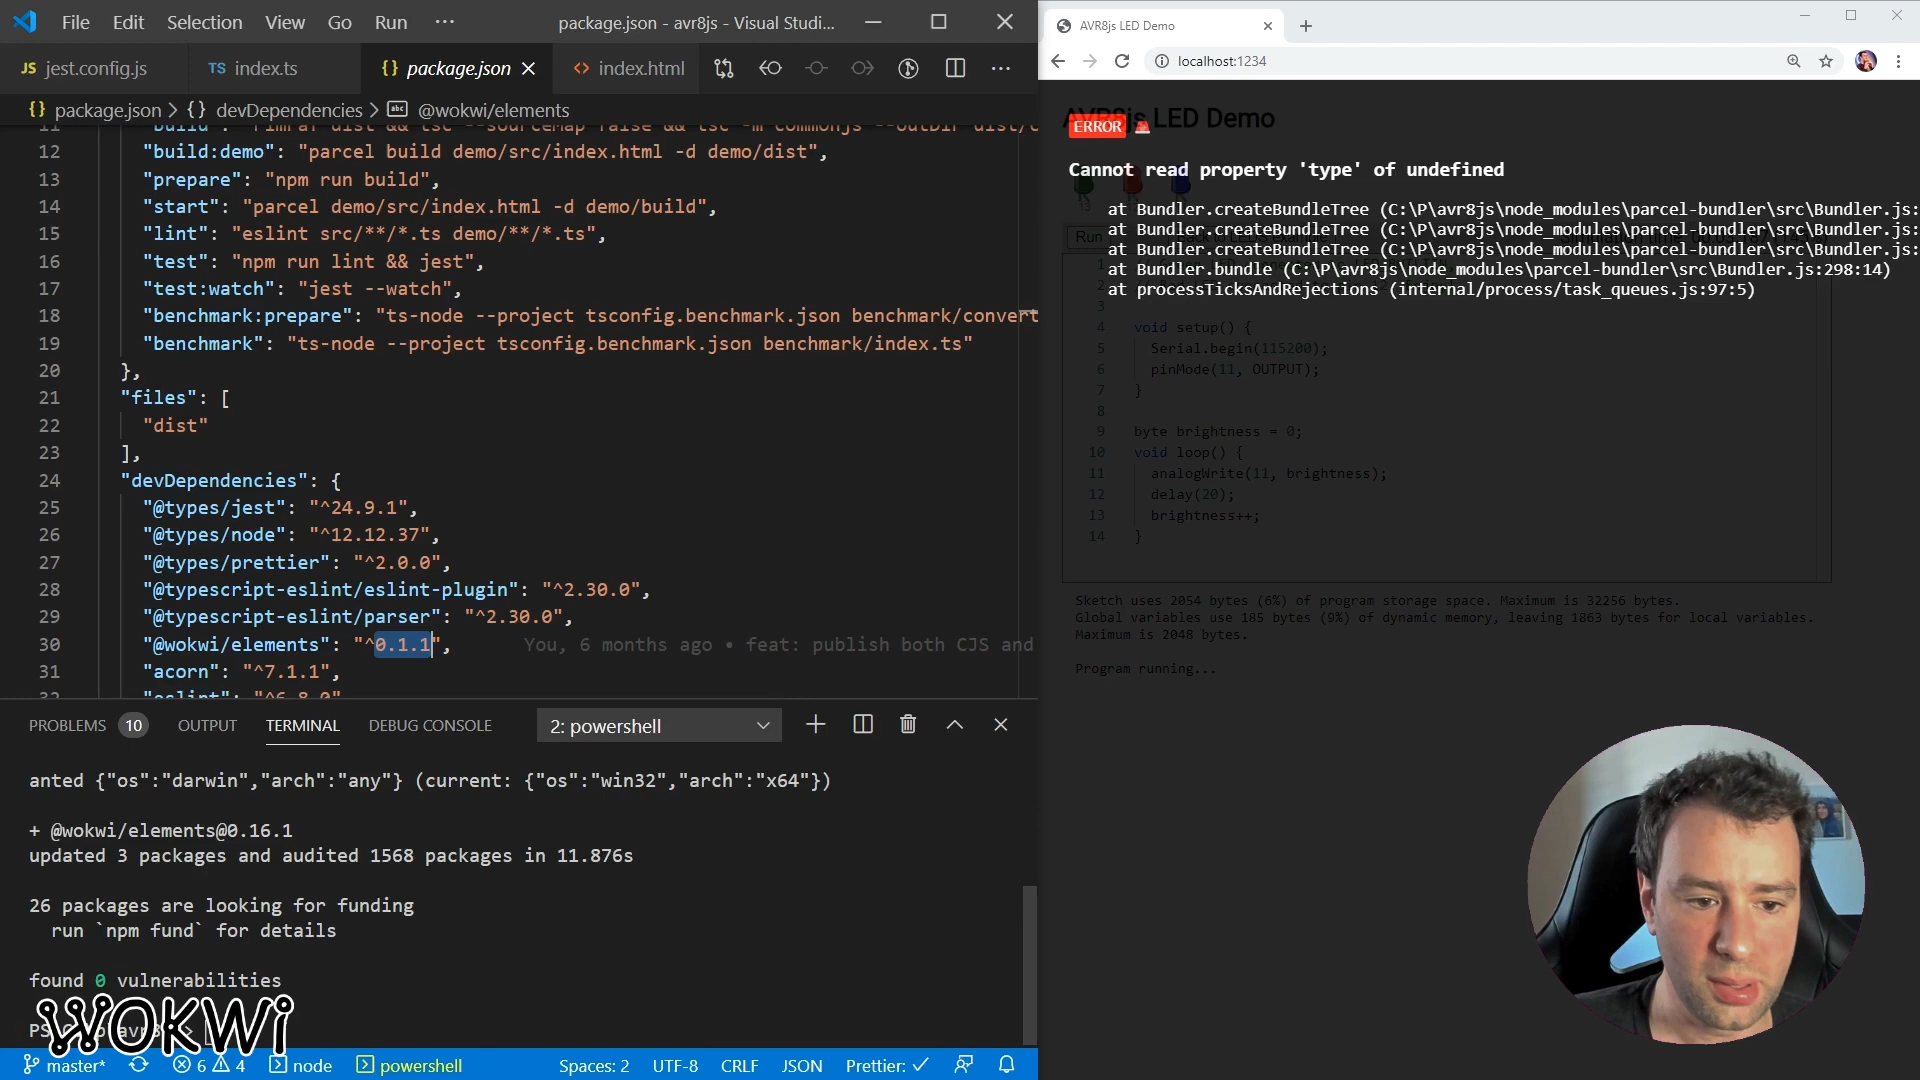 File Edit Selection View Go Run ··· package.json - avr8js - Visual Studi...
JS jest.config.js TS index.ts {} package.json index.html ···
{} package.json > {} devDependencies > @wokwi/elements
12 "build:demo": "parcel build demo/src/index.html -d demo/dist",
13 "prepare": "npm run build",
14 "start": "parcel demo/src/index.html -d demo/build",
15 "lint": "eslint src/**/*.ts demo/**/*.ts",
16 "test": "npm run lint && jest",
17 "test:watch": "jest --watch",
18 "benchmark:prepare": "ts-node --project tsconfig.benchmark.json benchmark/convert
19 "benchmark": "ts-node --project tsconfig.benchmark.json benchmark/index.ts"
20 },
21 "files": [
22 "dist"
23 ],
24 "devDependencies": {
25 "@types/jest": "^24.9.1",
26 "@types/node": "^12.12.37",
27 "@types/prettier": "^2.0.0",
28 "@typescript-eslint/eslint-plugin": "^2.30.0",
29 "@typescript-eslint/parser": "^2.30.0",
30 "@wokwi/elements": "^0.1.1", You, 6 months ago • feat: publish both CJS and
31 "acorn": "^7.1.1",
32 "eslint": "^6.8.0"
PROBLEMS 10 OUTPUT TERMINAL DEBUG CONSOLE 2: powershell
anted {"os":"darwin","arch":"any"} (current: {"os":"win32","arch":"x64"})
+ @wokwi/elements@0.16.1
updated 3 packages and audited 1568 packages in 11.876s
26 packages are looking for funding
run `npm fund` for details
found 0 vulnerabilities
WOKWi
master* 6 4 node powershell Spaces: 2 UTF-8 CRLF JSON Prettier: ✓
AVR8js LED Demo
localhost:1234
AVR8js LED Demo
ERROR 🚨
Cannot read property 'type' of undefined
13
at Bundler.createBundleTree (C:\P\avr8js\node_modules\parcel-bundler\src\Bundler.js:
at Bundler.createBundleTree (C:\P\avr8js\node_modules\parcel-bundler\src\Bundler.js:
at Bundler.createBundleTree (C:\P\avr8js\node_modules\parcel-bundler\src\Bundler.js:
at Bundler.bundle (C:\P\avr8js\node_modules\parcel-bundler\src\Bundler.js:298:14)
at processTicksAndRejections (internal/process/task_queues.js:97:5)
Run
1
2
3
4 void setup() {
5 Serial.begin(115200);
6 pinMode(11, OUTPUT);
7 }
8
9 byte brightness = 0;
10 void loop() {
11 analogWrite(11, brightness);
12 delay(20);
13 brightness++;
14 }
Sketch uses 2054 bytes (6%) of program storage space. Maximum is 32256 bytes.
Global variables use 185 bytes (9%) of dynamic memory, leaving 1863 bytes for local variables.
Maximum is 2048 bytes.
Program running...